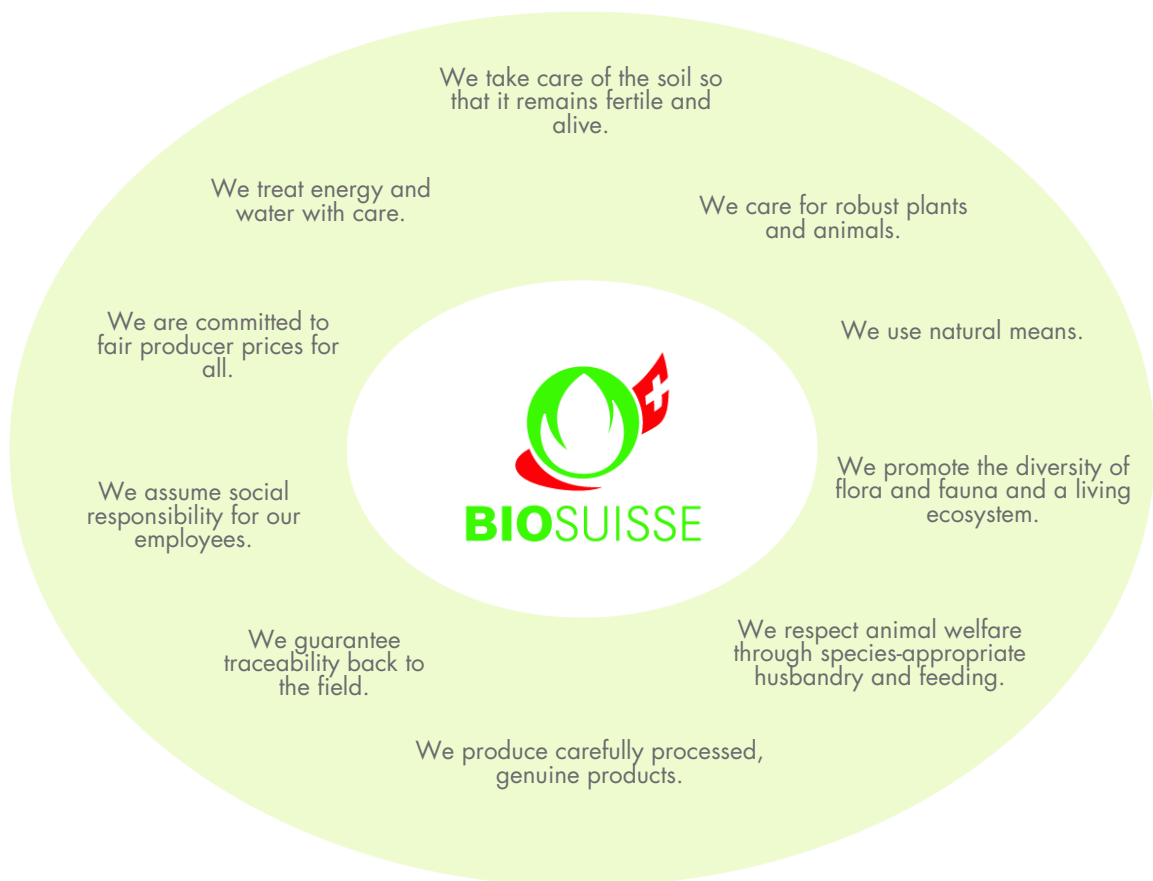 We take care of the soil so
that it remains fertile and
alive.
We care for robust plants
and animals.
We use natural means.
We promote the diversity of
flora and fauna and a living
ecosystem.
We respect animal welfare
through species-appropriate
husbandry and feeding.
We produce carefully processed,
genuine products.
We guarantee
traceability back to
the field.
We assume social
responsibility for our
employees.
We are committed to
fair producer prices for
all.
We treat energy and
water with care.
BIOSUISSE